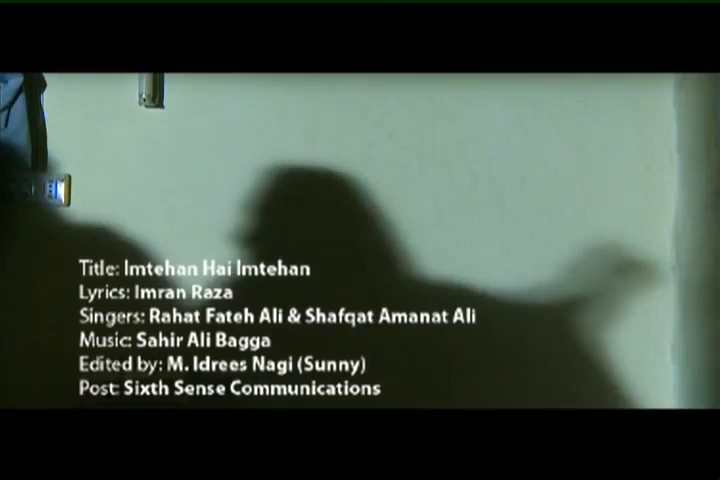 Title: Imtehan Hai Imtehan
Lyrics: Imran Raza
Singers: Rahat Fateh Ali & Shafqat Amanat Ali
Music: Sahir Ali Bagga
Edited by: M. Idrees Nagi (Sunny)
Post: Sixth Sense Communications